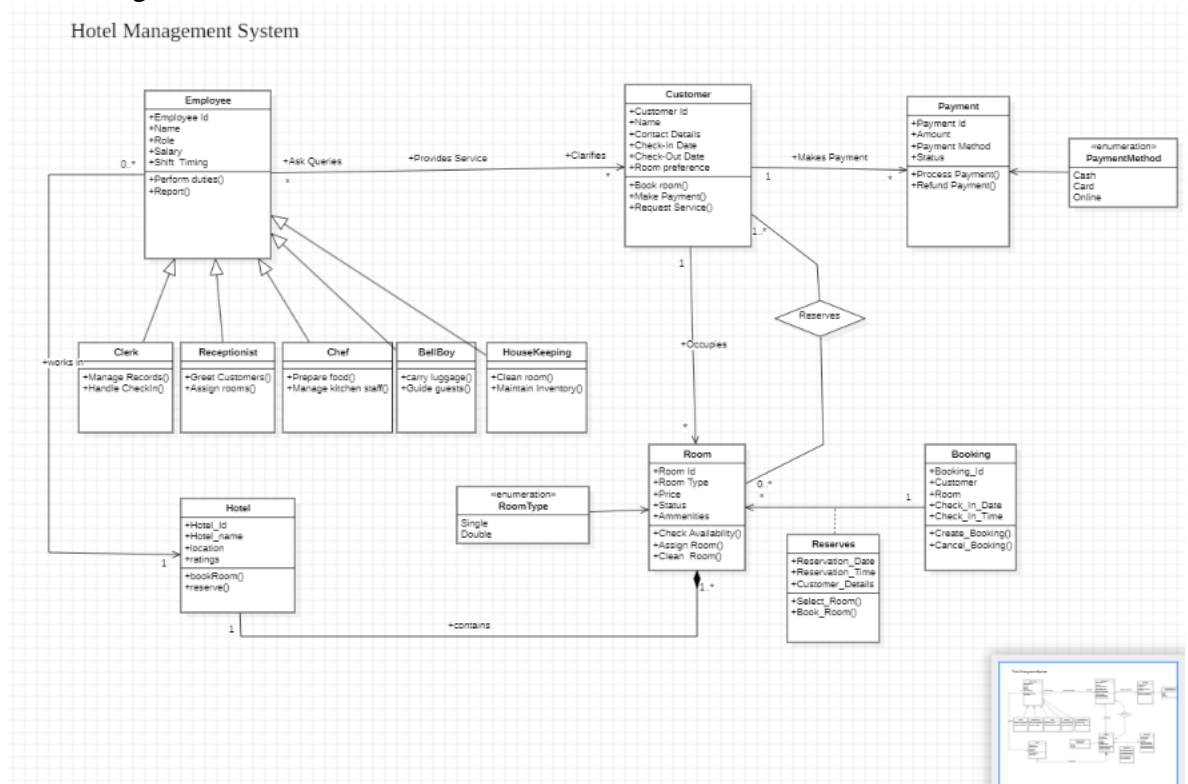 Hotel Management System
Employee
+Employee Id
+Name
+Role
+Salary
+Shift Timing
+Perform duties()
+Report()
0..*
+Ask Queries
+Provides Service
+Clarifies
*
*
Customer
+Customer Id
+Name
+Contact Details
+Check-In Date
+Check-Out Date
+Room preference
+Book room()
+Make Payment()
+Request Service()
+Makes Payment
1
*
Payment
+Payment Id
+Amount
+Payment Method
+Status
+Process Payment()
+Refund Payment()
«enumeration»
PaymentMethod
Cash
Card
Online
1..*
1
Reserves
+Occupies
*
+works in
Clerk
+Manage Records()
+Handle CheckIn()
Receptionist
+Greet Customers()
+Assign rooms()
Chef
+Prepare food()
+Manage kitchen staff()
BellBoy
+carry luggage()
+Guide guests()
HouseKeeping
+Clean room()
+Maintain Inventory()
Room
+Room Id
+Room Type
+Price
+Status
+Ammenities
+Check Availability()
+Assign Room()
+Clean Room()
0..*
*
1
Booking
+Booking_Id
+Customer
+Room
+Check_In_Date
+Check_In_Time
+Create_Booking()
+Cancel_Booking()
«enumeration»
RoomType
Single
Double
Hotel
+Hotel_Id
+Hotel_name
+location
+ratings
+bookRoom()
+reserve()
1
Reserves
+Reservation_Date
+Reservation_Time
+Customer_Details
+Select_Room()
+Book_Room()
1..*
1
+contains